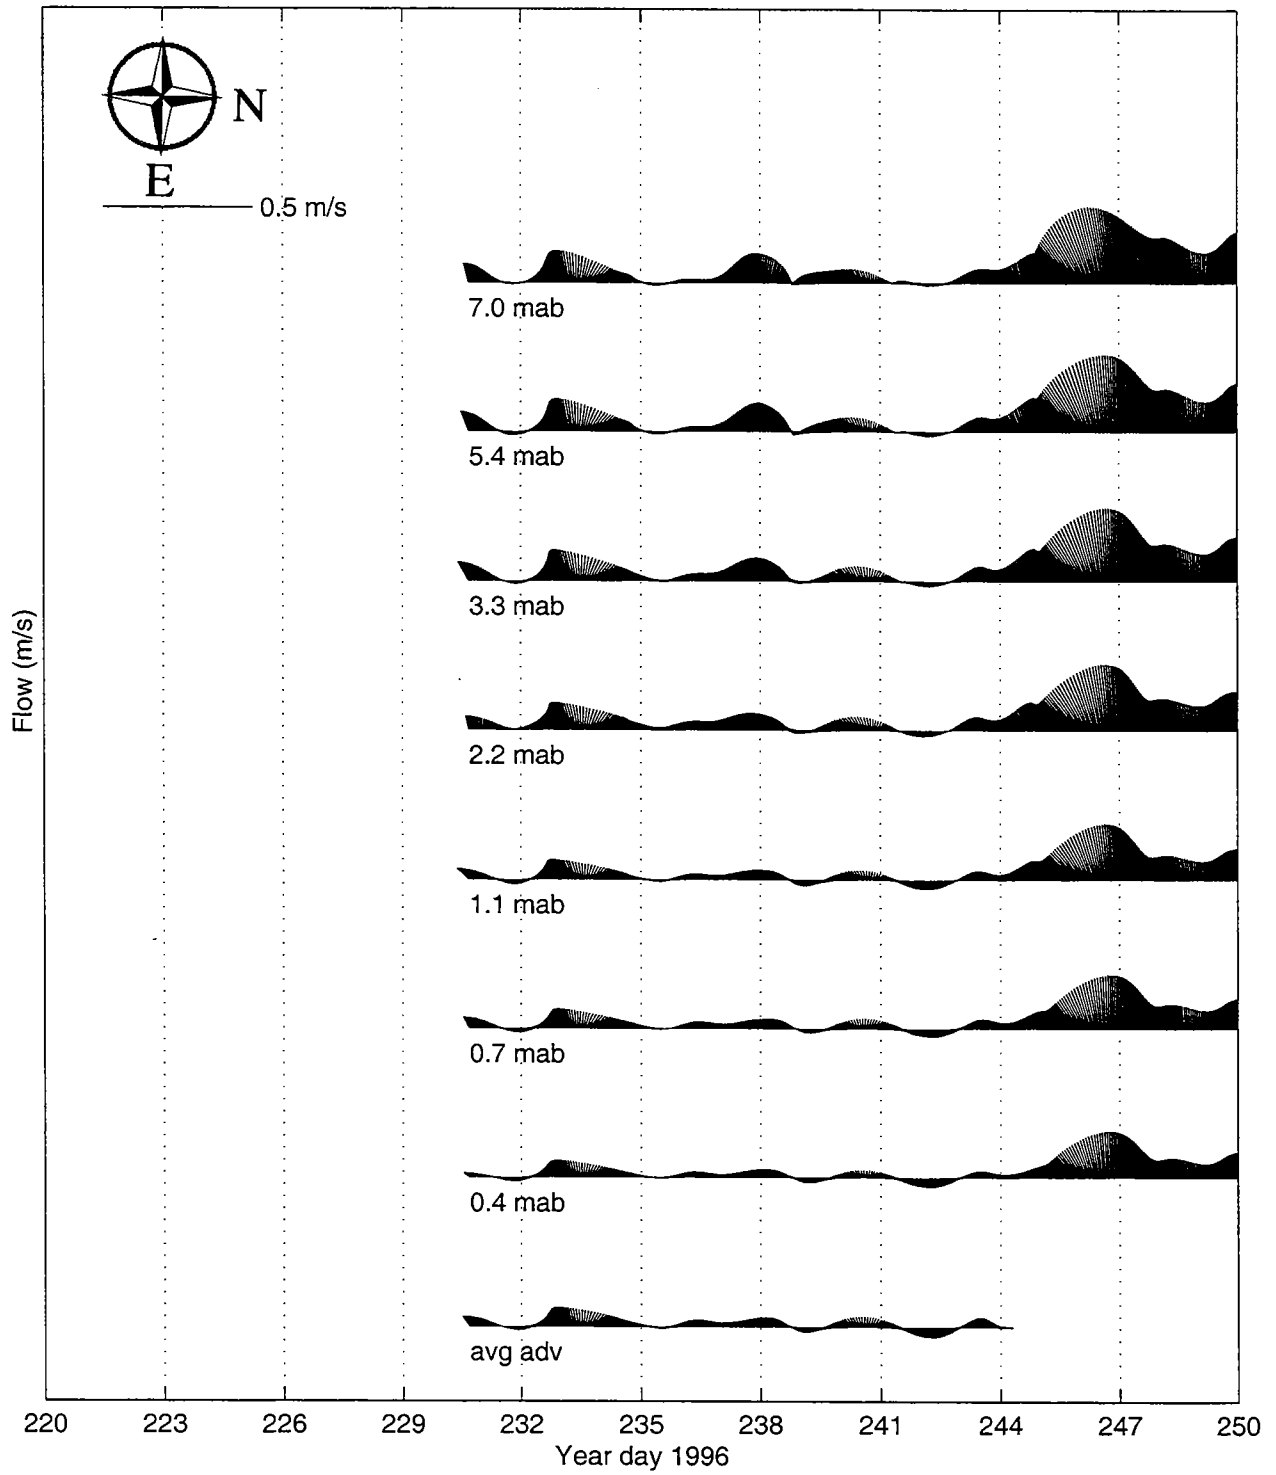 N
E
0.5 m/s
7.0 mab
5.4 mab
3.3 mab
2.2 mab
1.1 mab
0.7 mab
0.4 mab
avg adv
Flow (m/s)
220 223 226 229 232 235 238 241 244 247 250
Year day 1996